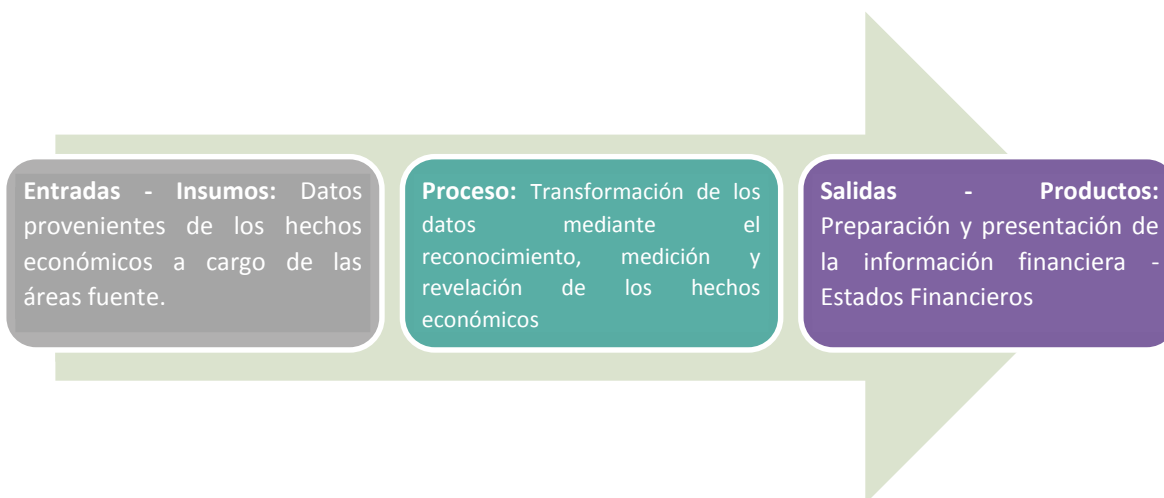 Entradas - Insumos: Datos
provenientes de los hechos
económicos a cargo de las
áreas fuente.
Proceso: Transformación de los
datos mediante el
reconocimiento, medición y
revelación de los hechos
económicos
Salidas - Productos:
Preparación y presentación de
la información financiera -
Estados Financieros